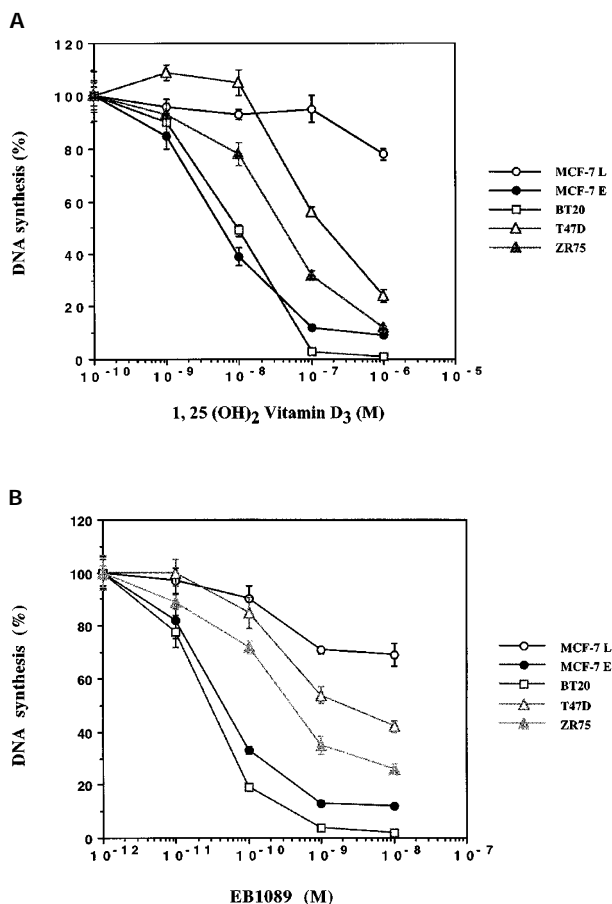 A
120
100
80
60
40
20
0
DNA synthesis (%)
10⁻¹⁰ 10⁻⁹ 10⁻⁸ 10⁻⁷ 10⁻⁶ 10⁻⁵
1, 25 (OH)₂ Vitamin D₃ (M)
MCF-7 L
MCF-7 E
BT20
T47D
ZR75
B
120
100
80
60
40
20
0
DNA synthesis (%)
10⁻¹² 10⁻¹¹ 10⁻¹⁰ 10⁻⁹ 10⁻⁸ 10⁻⁷
EB1089 (M)
MCF-7 L
MCF-7 E
BT20
T47D
ZR75